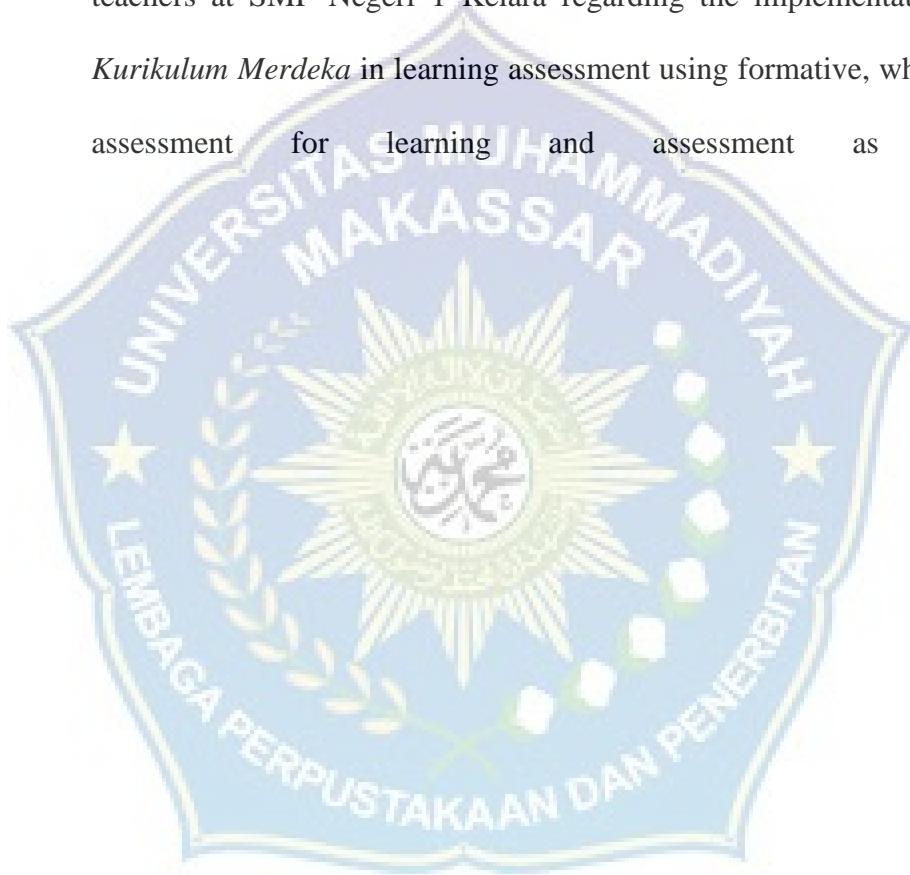 teachers at SMP Negeri 1 Kelara regarding the implementat
Kurikulum Merdeka in learning assessment using formative, wh
assessment for learning and assessment as
UNIVERSITAS MUHAMMADIYAH
MAKASSAR
LEMBAGA PERPUSTAKAAN DAN PENERBITAN